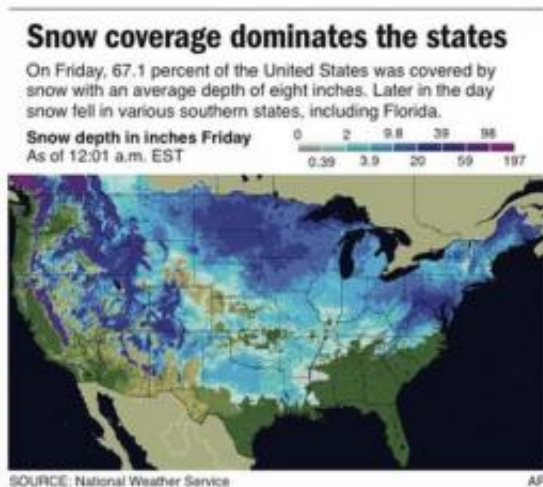 Snow coverage dominates the states
On Friday, 67.1 percent of the United States was covered by
snow with an average depth of eight inches. Later in the day
snow fell in various southern states, including Florida.
Snow depth in inches Friday
As of 12:01 a.m. EST
0 2 9.8 39 98
0.39 3.9 20 59 197
SOURCE: National Weather Service AP